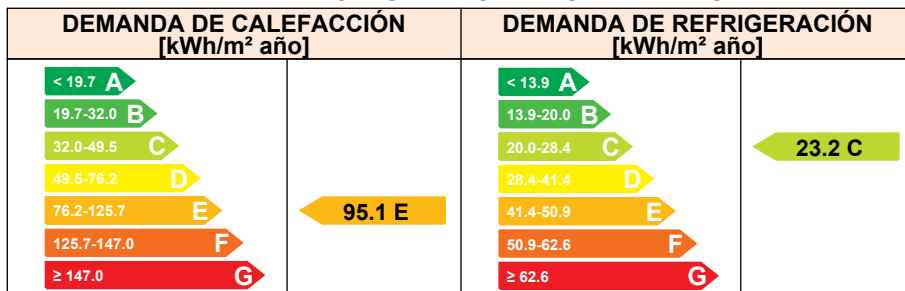 DEMANDA DE CALEFACCIÓN
[kWh/m² año]
DEMANDA DE REFRIGERACIÓN
[kWh/m² año]
< 19.7 A
19.7-32.0 B
32.0-49.5 C
49.5-76.2 D
76.2-125.7 E
125.7-147.0 F
≥ 147.0 G
95.1 E
< 13.9 A
13.9-20.0 B
20.0-28.4 C
28.4-41.4 D
41.4-50.9 E
50.9-62.6 F
≥ 62.6 G
23.2 C